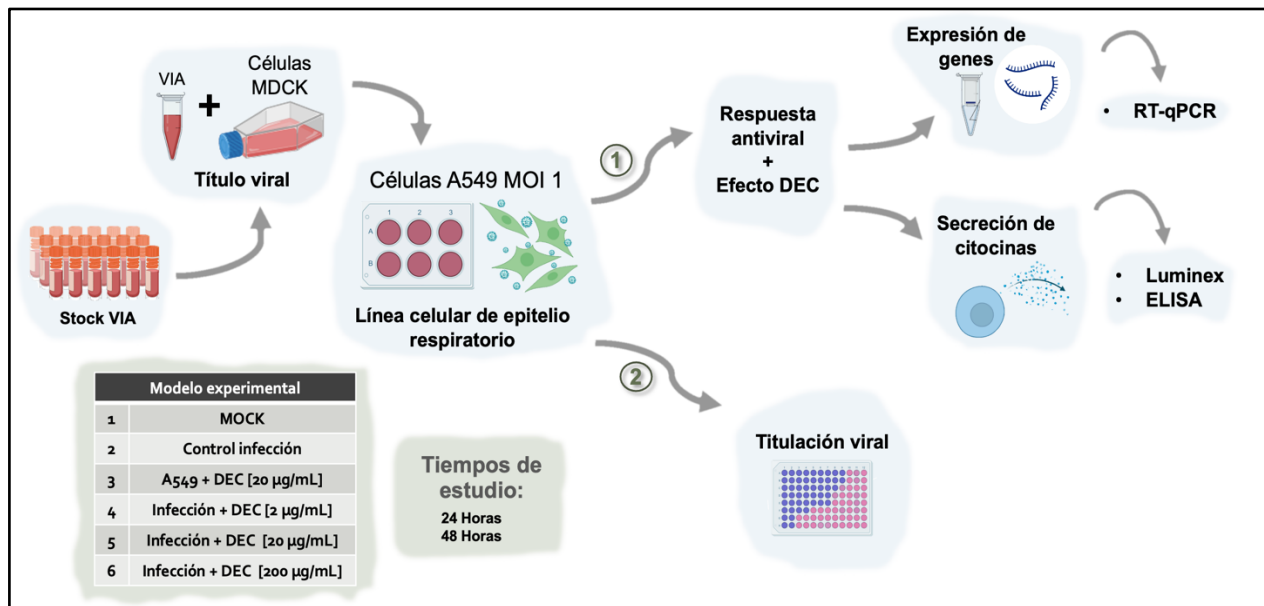 VIA
+
Células
MDCK
Título viral
Stock VIA
Células A549 MOI 1
1 2 3
A
B
Línea celular de epitelio
respiratorio
1
Respuesta
antiviral
+
Efecto DEC
Expresión de
genes
• RT-qPCR
Secreción de
citocinas
• Luminex
• ELISA
2
Titulación viral
Modelo experimental
1 MOCK
2 Control infección
3 A549 + DEC [20 µg/mL]
4 Infección + DEC [2 µg/mL]
5 Infección + DEC [20 µg/mL]
6 Infección + DEC [200 µg/mL]
Tiempos de
estudio:
24 Horas
48 Horas